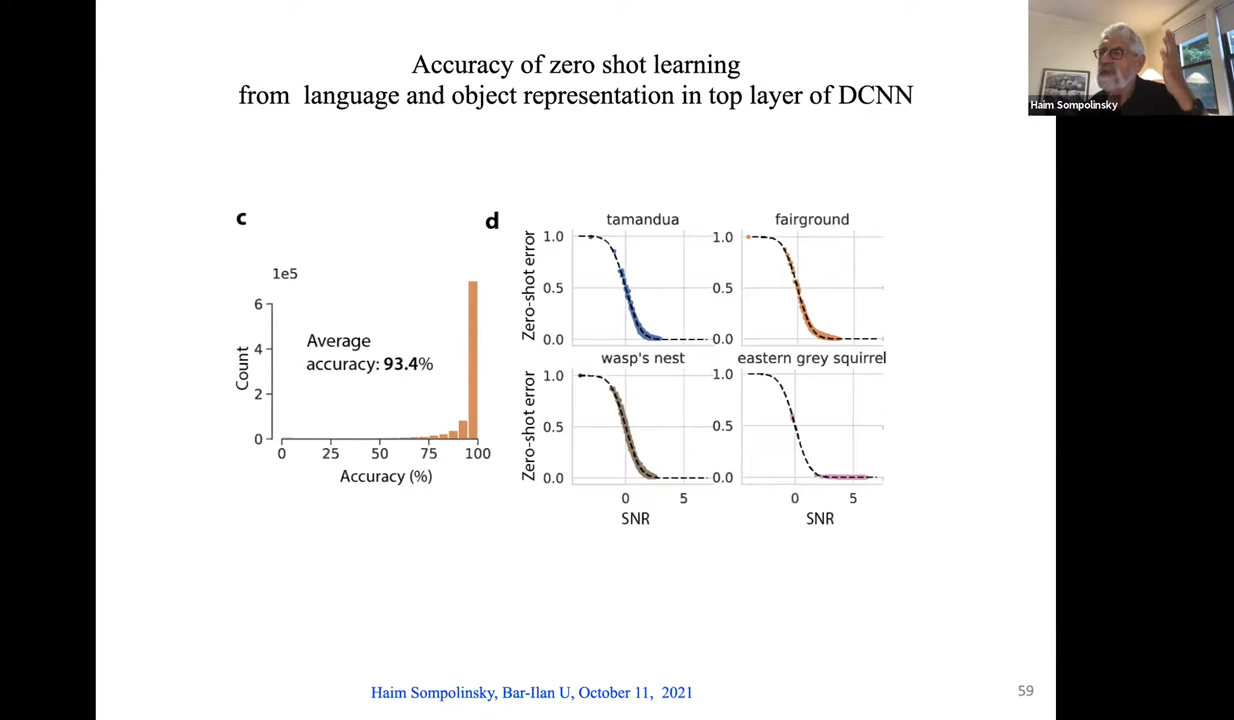 Accuracy of zero shot learning
from language and object representation in top layer of DCNN
Haim Sompolinsky
c
1e5
6
4
2
0
Count
Average
accuracy: 93.4%
0 25 50 75 100
Accuracy (%)
d
tamandua
Zero-shot error
1.0
0.5
0.0
fairground
1.0
0.5
0.0
wasp's nest
Zero-shot error
1.0
0.5
0.0
0 5
SNR
eastern grey squirrel
1.0
0.5
0.0
0 5
SNR
Haim Sompolinsky, Bar-Ilan U, October 11, 2021
59